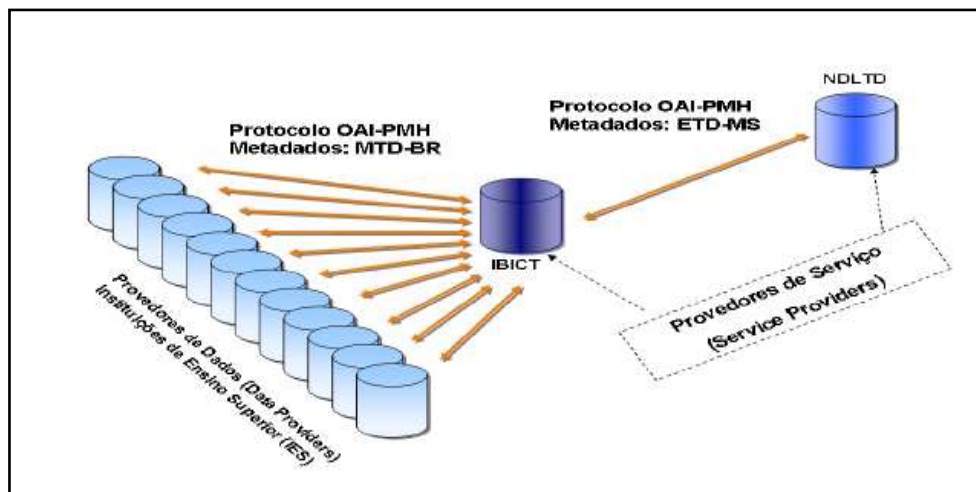 NDLTD
Protocolo OAI-PMH
Metadados: ETD-MS
Protocolo OAI-PMH
Metadados: MTD-BR
IBICT
Provedores de Serviço
(Service Providers)
Provedores de Dados (Data Providers)
Instituições de Ensino Superior (IES)